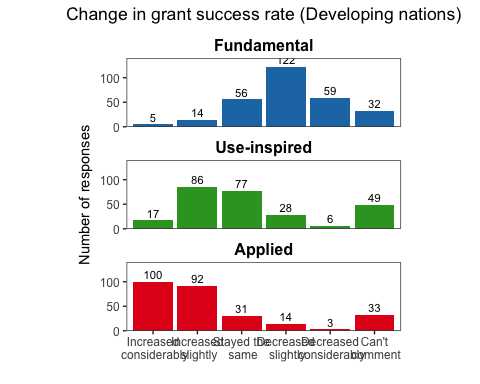 Change in grant success rate (Developing nations)
Fundamental
100
50
0
5
14
56
122
59
32
Use-inspired
100
50
0
17
86
77
28
6
49
Applied
100
50
0
100
92
31
14
3
33
Number of responses
Increased considerably
Increased slightly
Stayed the same
Decreased slightly
Decreased considerably
Can't comment